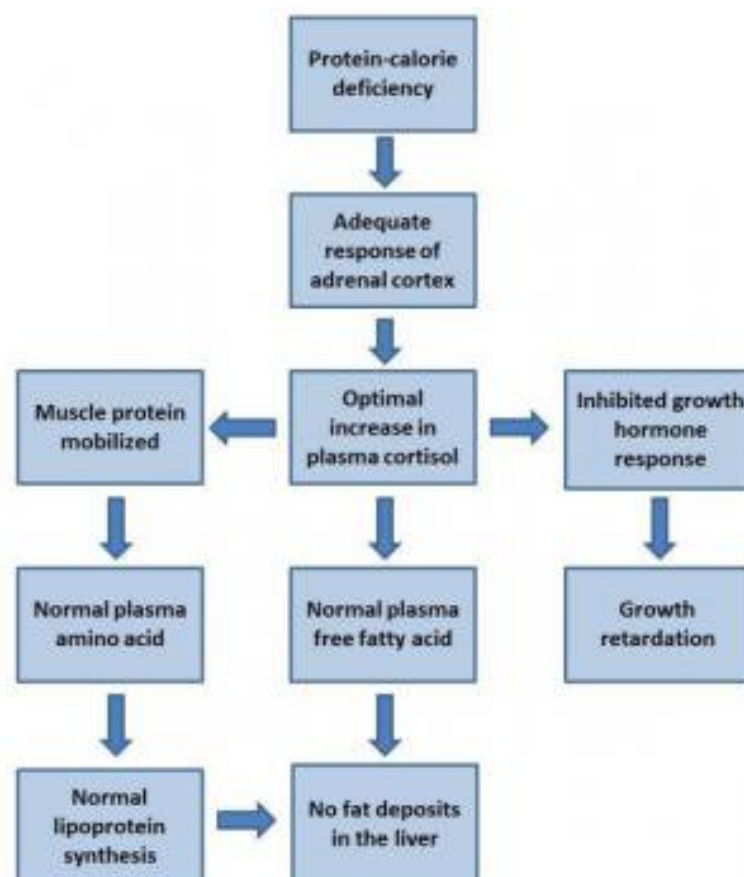 Protein-calorie
deficiency
Adequate
response of
adrenal cortex
Muscle protein
mobilized
Optimal
increase in
plasma cortisol
Inhibited growth
hormone
response
Normal plasma
amino acid
Normal plasma
free fatty acid
Growth
retardation
Normal
lipoprotein
synthesis
No fat deposits
in the liver